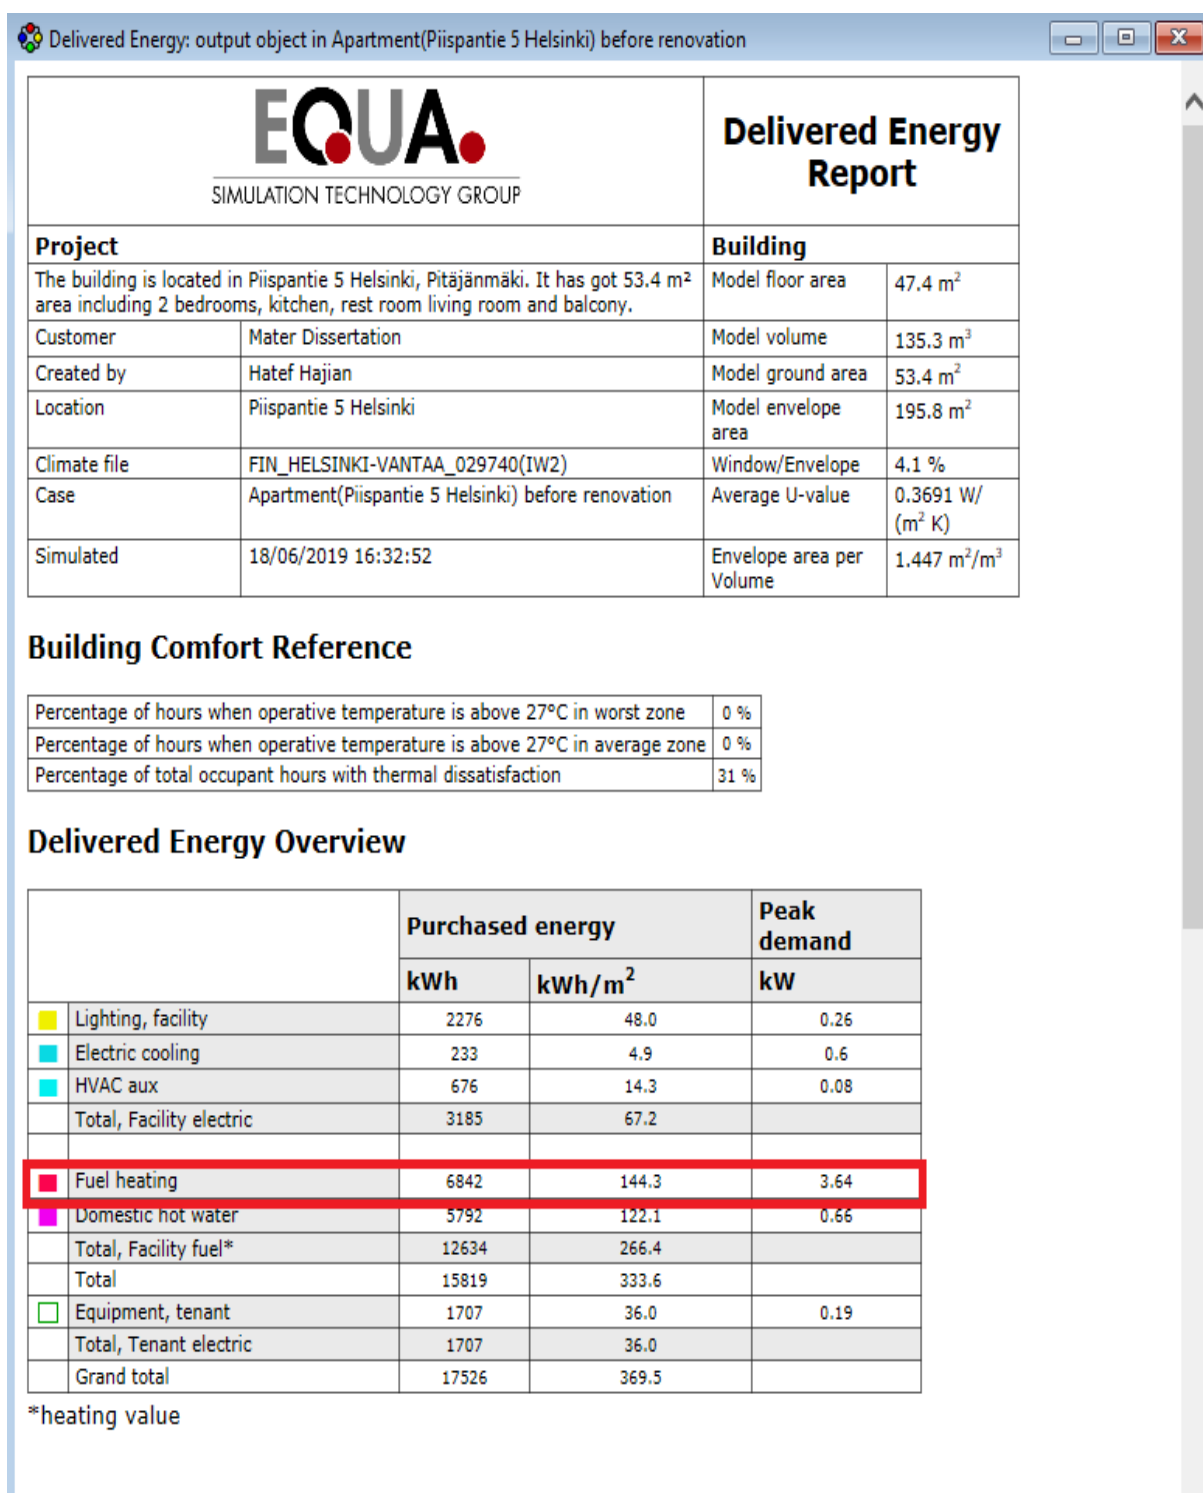 Delivered Energy: output object in Apartment(Piispantie 5 Helsinki) before renovation
EQUA.
SIMULATION TECHNOLOGY GROUP
Delivered Energy
Report
Project
Building
The building is located in Piispantie 5 Helsinki, Pitäjänmäki. It has got 53.4 m²
area including 2 bedrooms, kitchen, rest room living room and balcony.
Model floor area 47.4 m²
Customer Mater Dissertation Model volume 135.3 m³
Created by Hatef Hajian Model ground area 53.4 m²
Location Piispantie 5 Helsinki Model envelope
area 195.8 m²
Climate file FIN_HELSINKI-VANTAA_029740(IW2) Window/Envelope 4.1 %
Case Apartment(Piispantie 5 Helsinki) before renovation Average U-value 0.3691 W/
(m² K)
Simulated 18/06/2019 16:32:52 Envelope area per
Volume 1.447 m²/m³
Building Comfort Reference
Percentage of hours when operative temperature is above 27°C in worst zone 0 %
Percentage of hours when operative temperature is above 27°C in average zone 0 %
Percentage of total occupant hours with thermal dissatisfaction 31 %
Delivered Energy Overview
Purchased energy Peak
demand
kWh kWh/m² kW
Lighting, facility 2276 48.0 0.26
Electric cooling 233 4.9 0.6
HVAC aux 676 14.3 0.08
Total, Facility electric 3185 67.2
Fuel heating 6842 144.3 3.64
Domestic hot water 5792 122.1 0.66
Total, Facility fuel* 12634 266.4
Total 15819 333.6
Equipment, tenant 1707 36.0 0.19
Total, Tenant electric 1707 36.0
Grand total 17526 369.5
*heating value